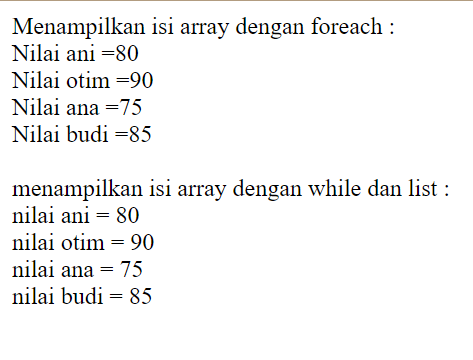 Menampilkan isi array dengan foreach :
Nilai ani =80
Nilai otim =90
Nilai ana =75
Nilai budi =85
menampilkan isi array dengan while dan list :
nilai ani = 80
nilai otim = 90
nilai ana = 75
nilai budi = 85